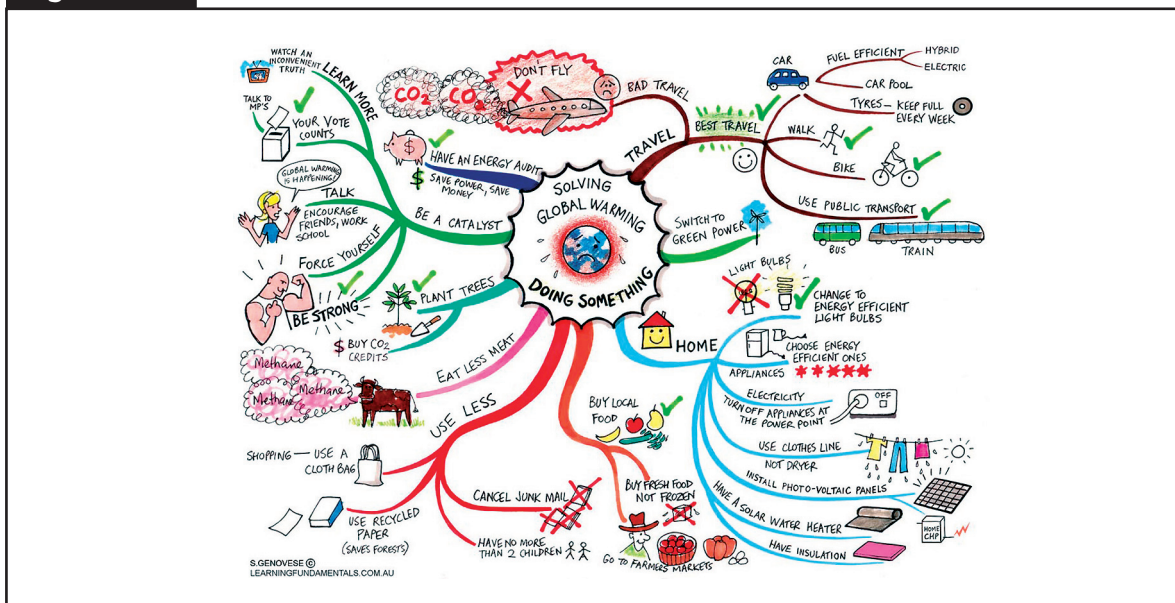 WATCH AN
INCONVENIENT
TRUTH
LEARN MORE
TALK TO
MP'S
YOUR VOTE
COUNTS
GLOBAL WARMING
IS HAPPENING!
TALK
ENCOURAGE
FRIENDS, WORK
SCHOOL
FORCE YOURSELF
BE STRONG
BE A CATALYST
CO2
CO2
DON'T FLY
BAD TRAVEL
TRAVEL
BEST TRAVEL
CAR
FUEL EFFICIENT
HYBRID
ELECTRIC
CAR POOL
TYRES – KEEP FULL
EVERY WEEK
WALK
BIKE
USE PUBLIC TRANSPORT
BUS
TRAIN
$
HAVE AN ENERGY AUDIT
$ SAVE POWER, SAVE
MONEY
SOLVING
GLOBAL WARMING
DOING SOMETHING
SWITCH TO
GREEN POWER
PLANT TREES
$ BUY CO2
CREDITS
EAT LESS MEAT
Methane
Methane
Methane
USE LESS
SHOPPING — USE A
CLOTH BAG
USE RECYCLED
PAPER
(SAVES FORESTS)
CANCEL JUNK MAIL
HAVE NO MORE
THAN 2 CHILDREN
BUY LOCAL
FOOD
BUY FRESH FOOD
NOT FROZEN
GO TO FARMERS MARKETS
HOME
LIGHT BULBS
CHANGE TO
ENERGY EFFICIENT
LIGHT BULBS
CHOOSE ENERGY
EFFICIENT ONES
APPLIANCES
ELECTRICITY
TURN OFF APPLIANCES AT
THE POWER POINT
OFF
USE CLOTHES LINE
NOT DRYER
INSTALL PHOTO-VOLTAIC PANELS
HOME
CHP
HAVE A SOLAR WATER HEATER
HAVE INSULATION
S.GENOVESE ©
LEARNINGFUNDAMENTALS.COM.AU